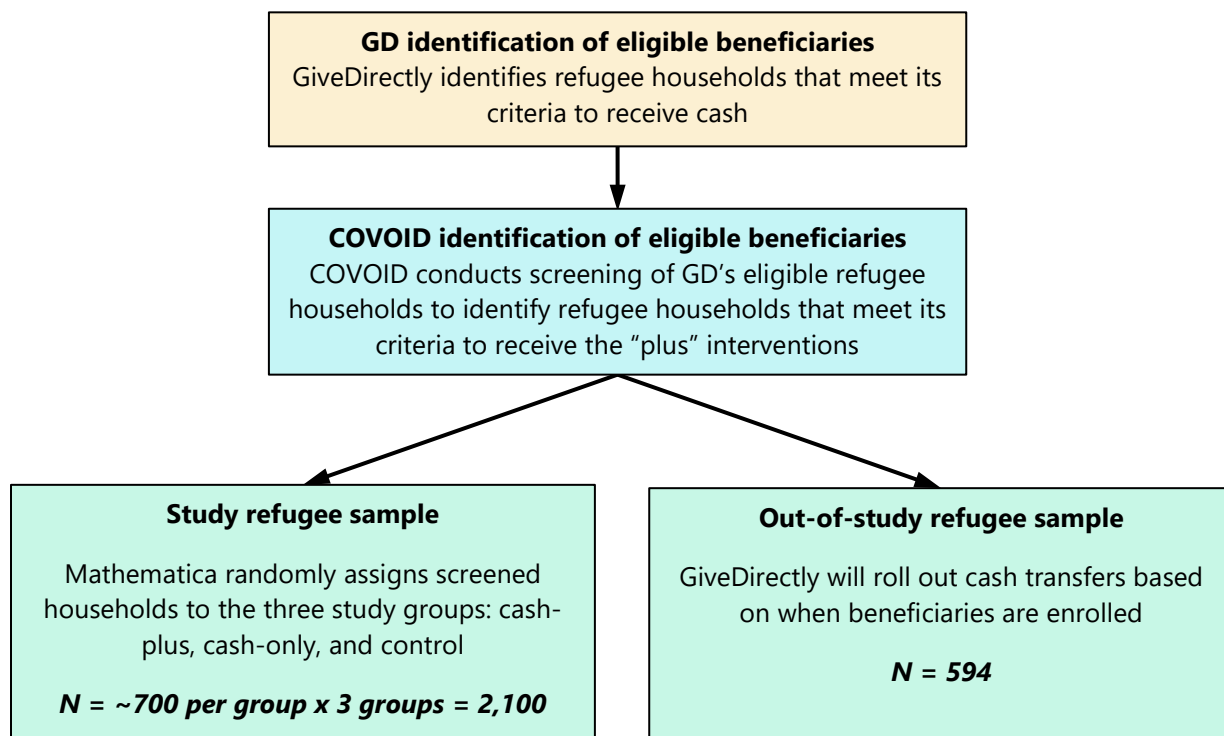 GD identification of eligible beneficiaries
GiveDirectly identifies refugee households that meet its
criteria to receive cash
COVOID identification of eligible beneficiaries
COVOID conducts screening of GD’s eligible refugee
households to identify refugee households that meet its
criteria to receive the “plus” interventions
Study refugee sample
Mathematica randomly assigns screened
households to the three study groups: cash-
plus, cash-only, and control
N = ~700 per group x 3 groups = 2,100
Out-of-study refugee sample
GiveDirectly will roll out cash transfers based
on when beneficiaries are enrolled
N = 594